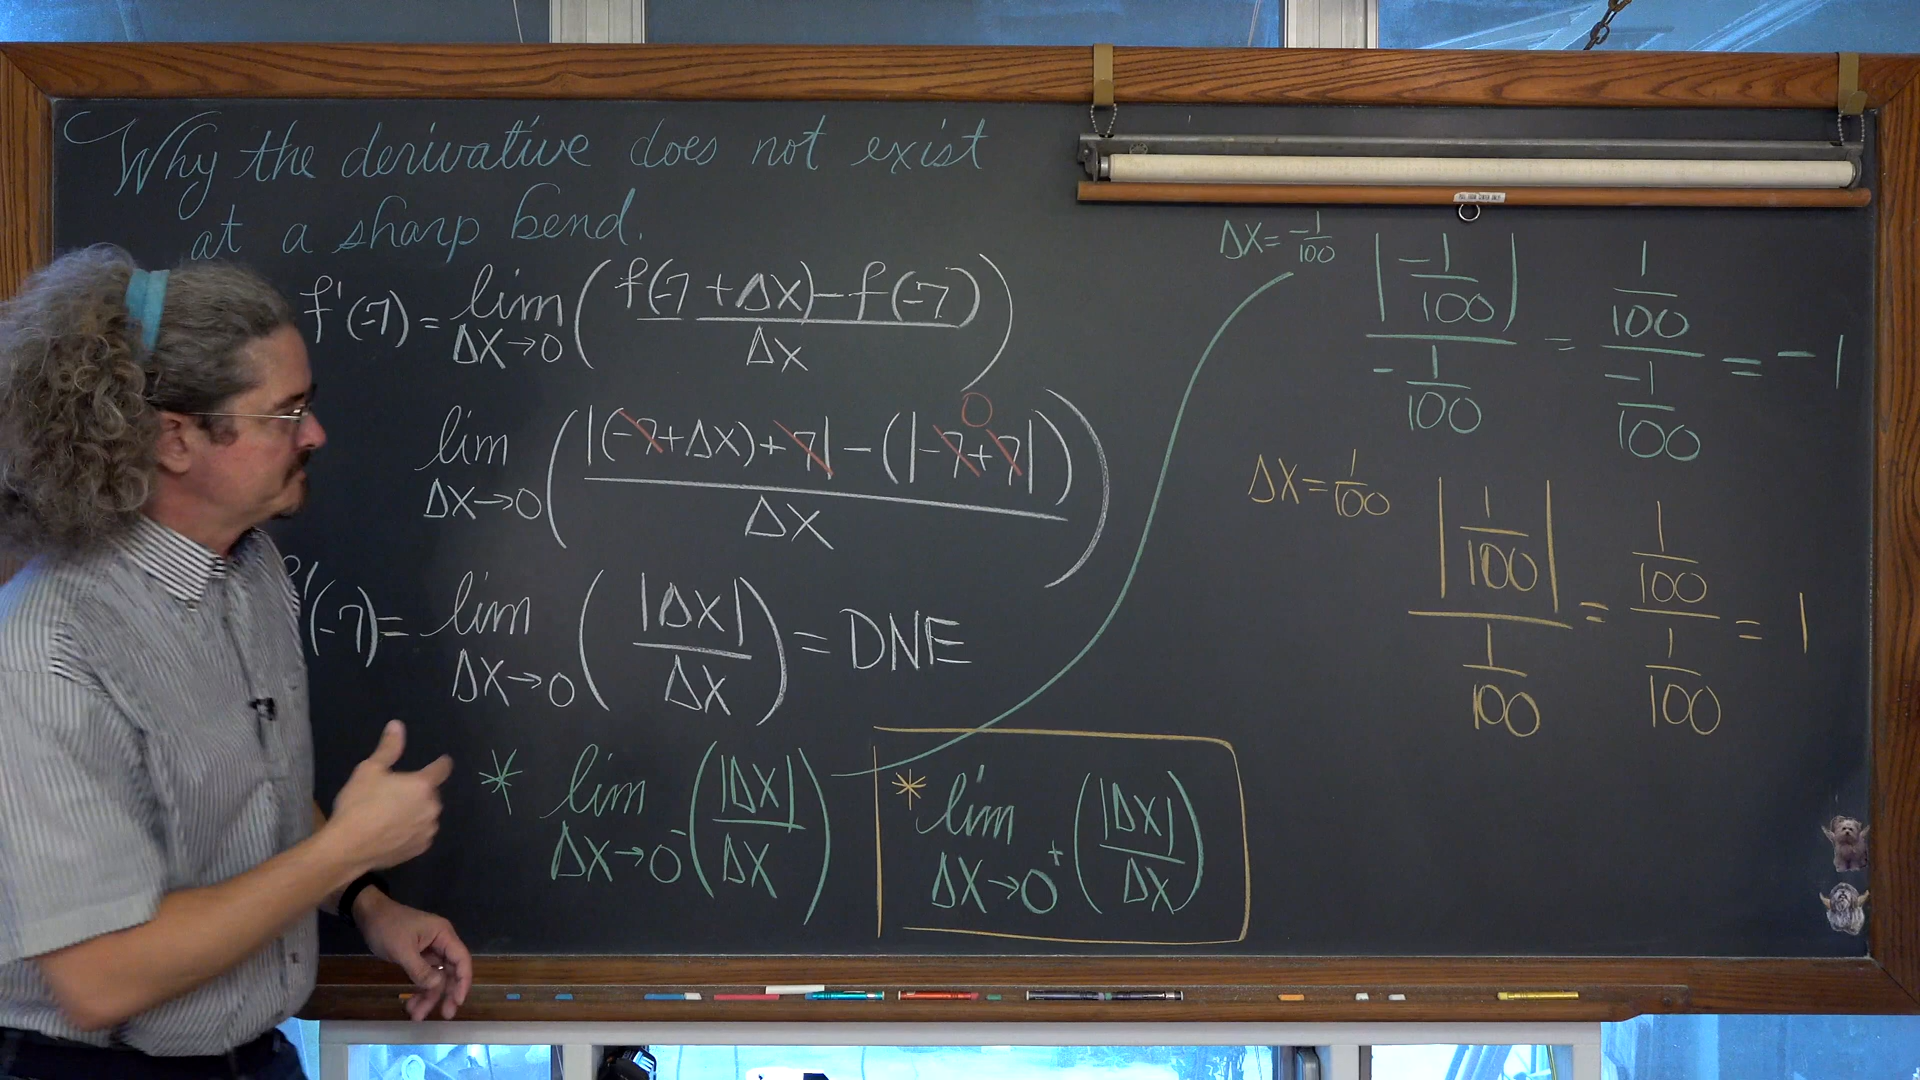 Why the derivative does not exist
at a sharp bend.
f'(-7) = lim Δx→0 ( (f(-7 + Δx) - f(-7)) / Δx )
lim Δx→0 ( (|(-7 + Δx) + 7| - (|-7 + 7|)) / Δx )
0
f'(-7) = lim Δx→0 ( |Δx| / Δx ) = DNE
* lim Δx→0⁻ ( |Δx| / Δx )
* lim Δx→0⁺ ( |Δx| / Δx )
Δx = -1/100
|-1/100| / -1/100 = 1/100 / -1/100 = -1
Δx = 1/100
|1/100| / 1/100 = 1/100 / 1/100 = 1